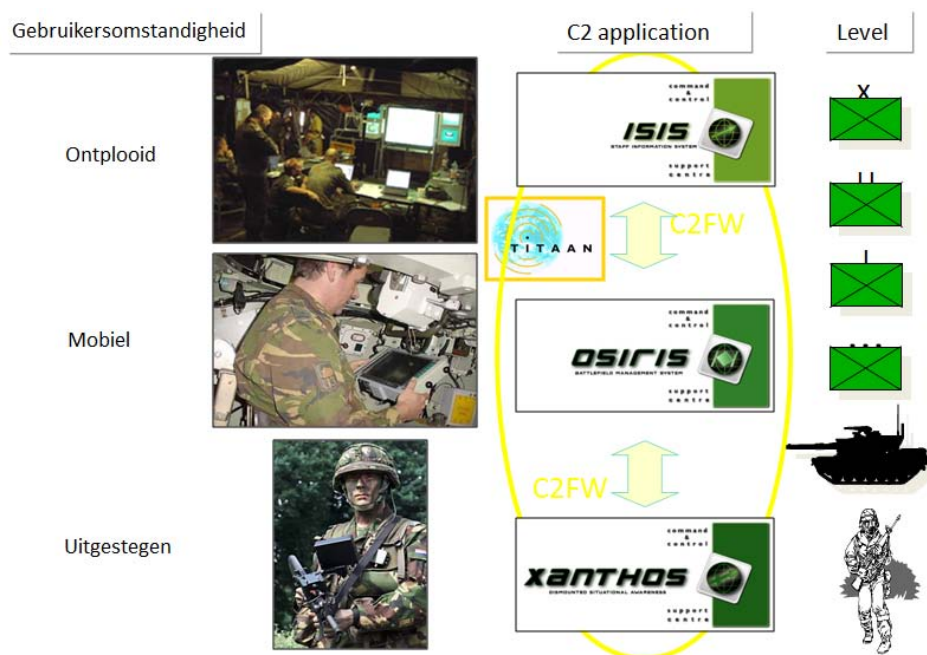 Gebruikersomstandigheid
C2 application
Level
Ontplooid
command
&
control
ISIS
STAFF INFORMATION SYSTEM
support
centre
X
I I
TITAAN
C2FW
I
Mobiel
command
&
control
OSIRIS
BATTLEFIELD MANAGEMENT SYSTEM
support
centre
...
C2FW
Uitgestegen
command
&
control
XANTHOS
DISMOUNTED SITUATIONAL AWARENESS
support
centre